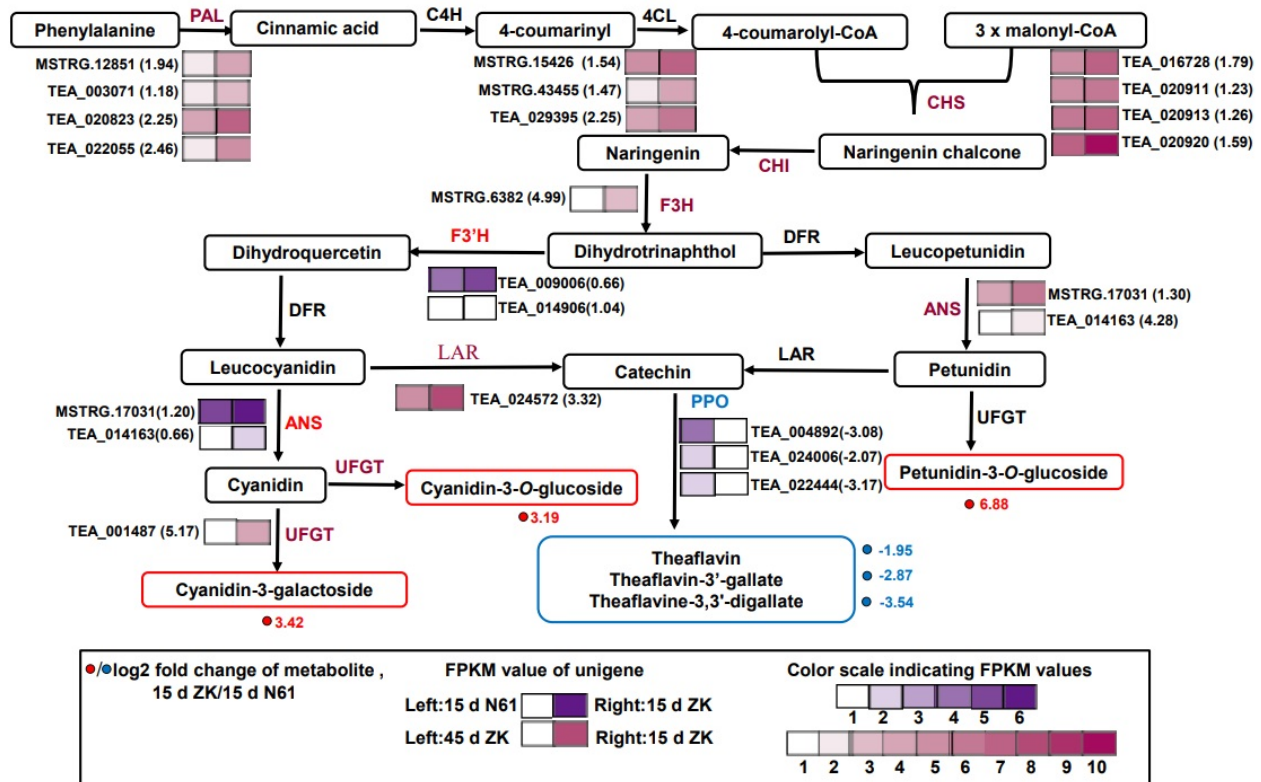 Phenylalanine
PAL
Cinnamic acid
C4H
4-coumarinyl
4CL
4-coumarolyl-CoA
3 x malonyl-CoA
MSTRG.12851 (1.94)
TEA_003071 (1.18)
TEA_020823 (2.25)
TEA_022055 (2.46)
MSTRG.15426 (1.54)
MSTRG.43455 (1.47)
TEA_029395 (2.25)
CHS
TEA_016728 (1.79)
TEA_020911 (1.23)
TEA_020913 (1.26)
TEA_020920 (1.59)
Naringenin
CHI
Naringenin chalcone
MSTRG.6382 (4.99)
F3H
Dihydroquercetin
F3’H
Dihydrotrinaphthol
DFR
Leucopetunidin
TEA_009006(0.66)
TEA_014906(1.04)
DFR
ANS
MSTRG.17031 (1.30)
TEA_014163 (4.28)
Leucocyanidin
LAR
Catechin
LAR
Petunidin
TEA_024572 (3.32)
MSTRG.17031(1.20)
TEA_014163(0.66)
ANS
PPO
TEA_004892(-3.08)
TEA_024006(-2.07)
TEA_022444(-3.17)
UFGT
Cyanidin
UFGT
Cyanidin-3-O-glucoside
3.19
Petunidin-3-O-glucoside
6.88
TEA_001487 (5.17)
UFGT
Cyanidin-3-galactoside
3.42
Theaflavin
Theaflavin-3’-gallate
Theaflavine-3,3'-digallate
-1.95
-2.87
-3.54
/ log2 fold change of metabolite ,
15 d ZK/15 d N61
FPKM value of unigene
Left:15 d N61 Right:15 d ZK
Left:45 d ZK Right:15 d ZK
Color scale indicating FPKM values
1 2 3 4 5 6
1 2 3 4 5 6 7 8 9 10